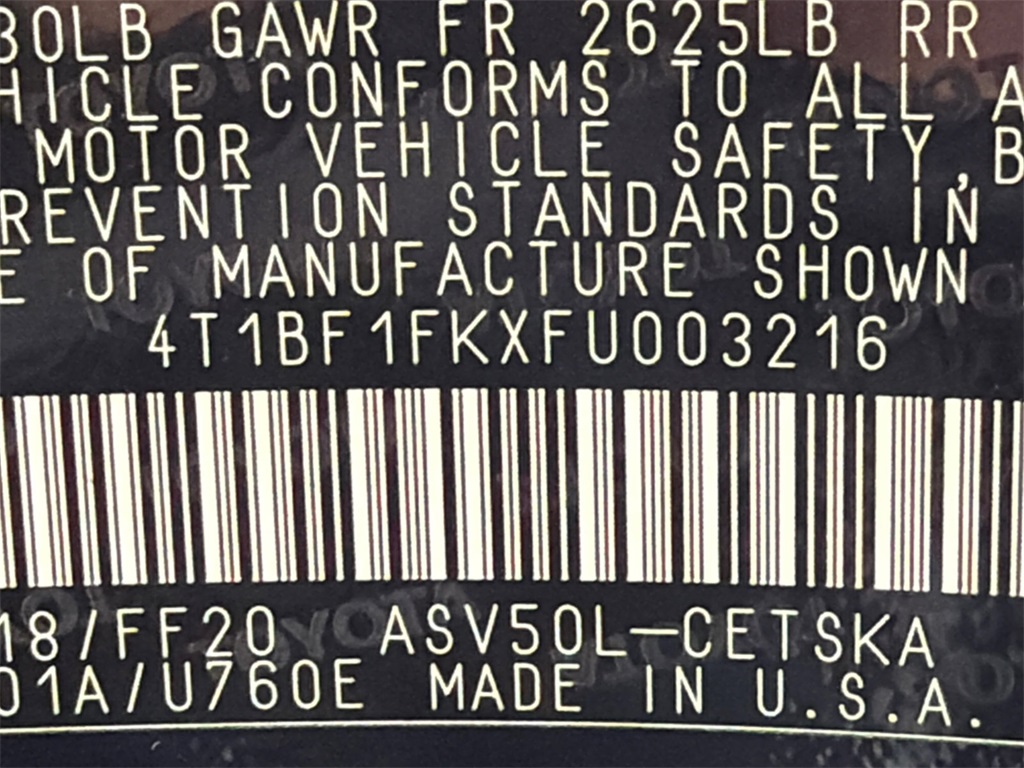 30LB GAWR FR 2625LB RR
HICLE CONFORMS TO ALL A
MOTOR VEHICLE SAFETY, B
REVENTION STANDARDS IN
E OF MANUFACTURE SHOWN
4T1BF1FKXFU003216
18/FF20 ASV50L-CETSKA
01A/U760E MADE IN U.S.A.